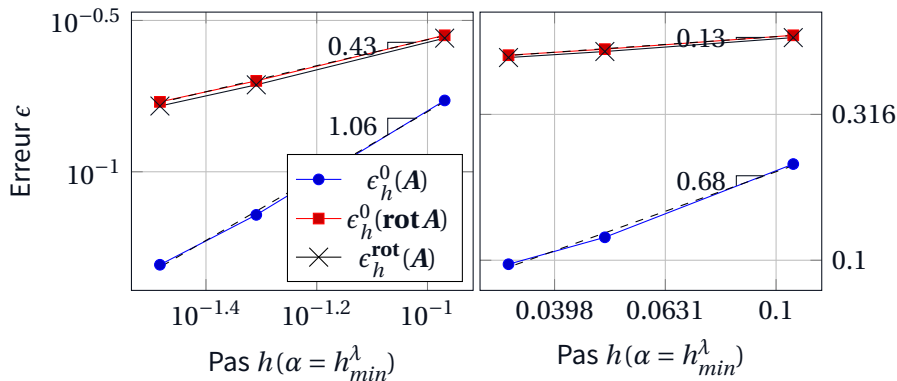 10^{-0.5}
0.43
0.13
1.06
0.316
Erreur ϵ
10^{-1}
0.68
ϵ_h^0(A)
ϵ_h^0(rot A)
ϵ_h^{rot}(A)
0.1
10^{-1.4} 10^{-1.2} 10^{-1}
0.0398 0.0631 0.1
Pas h(α = h_{min}^λ)
Pas h(α = h_{min}^λ)